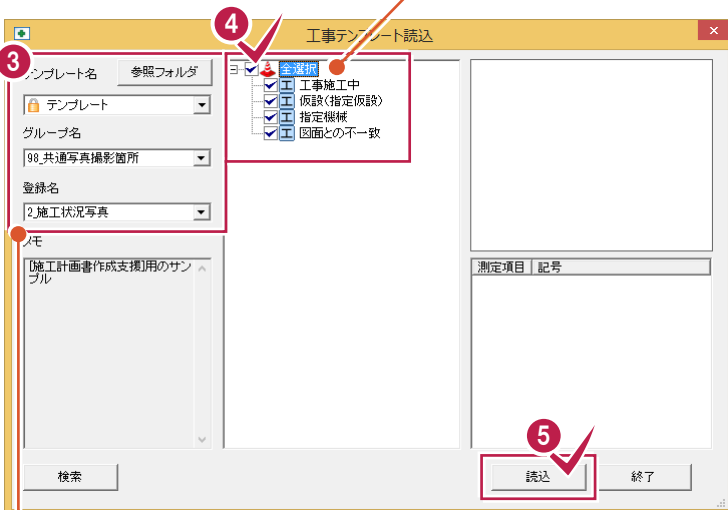 工事テンプレート読込
×
4
3
テンプレート名
参照フォルダ
テンプレート
グループ名
98_共通写真撮影箇所
登録名
2_施工状況写真
メモ
[施工計画書作成支援]用のサン
プル
全選択
工 工事施工中
工 仮設(指定仮設)
工 指定機械
工 図面との不一致
測定項目 記号
5
検索
読込
終了